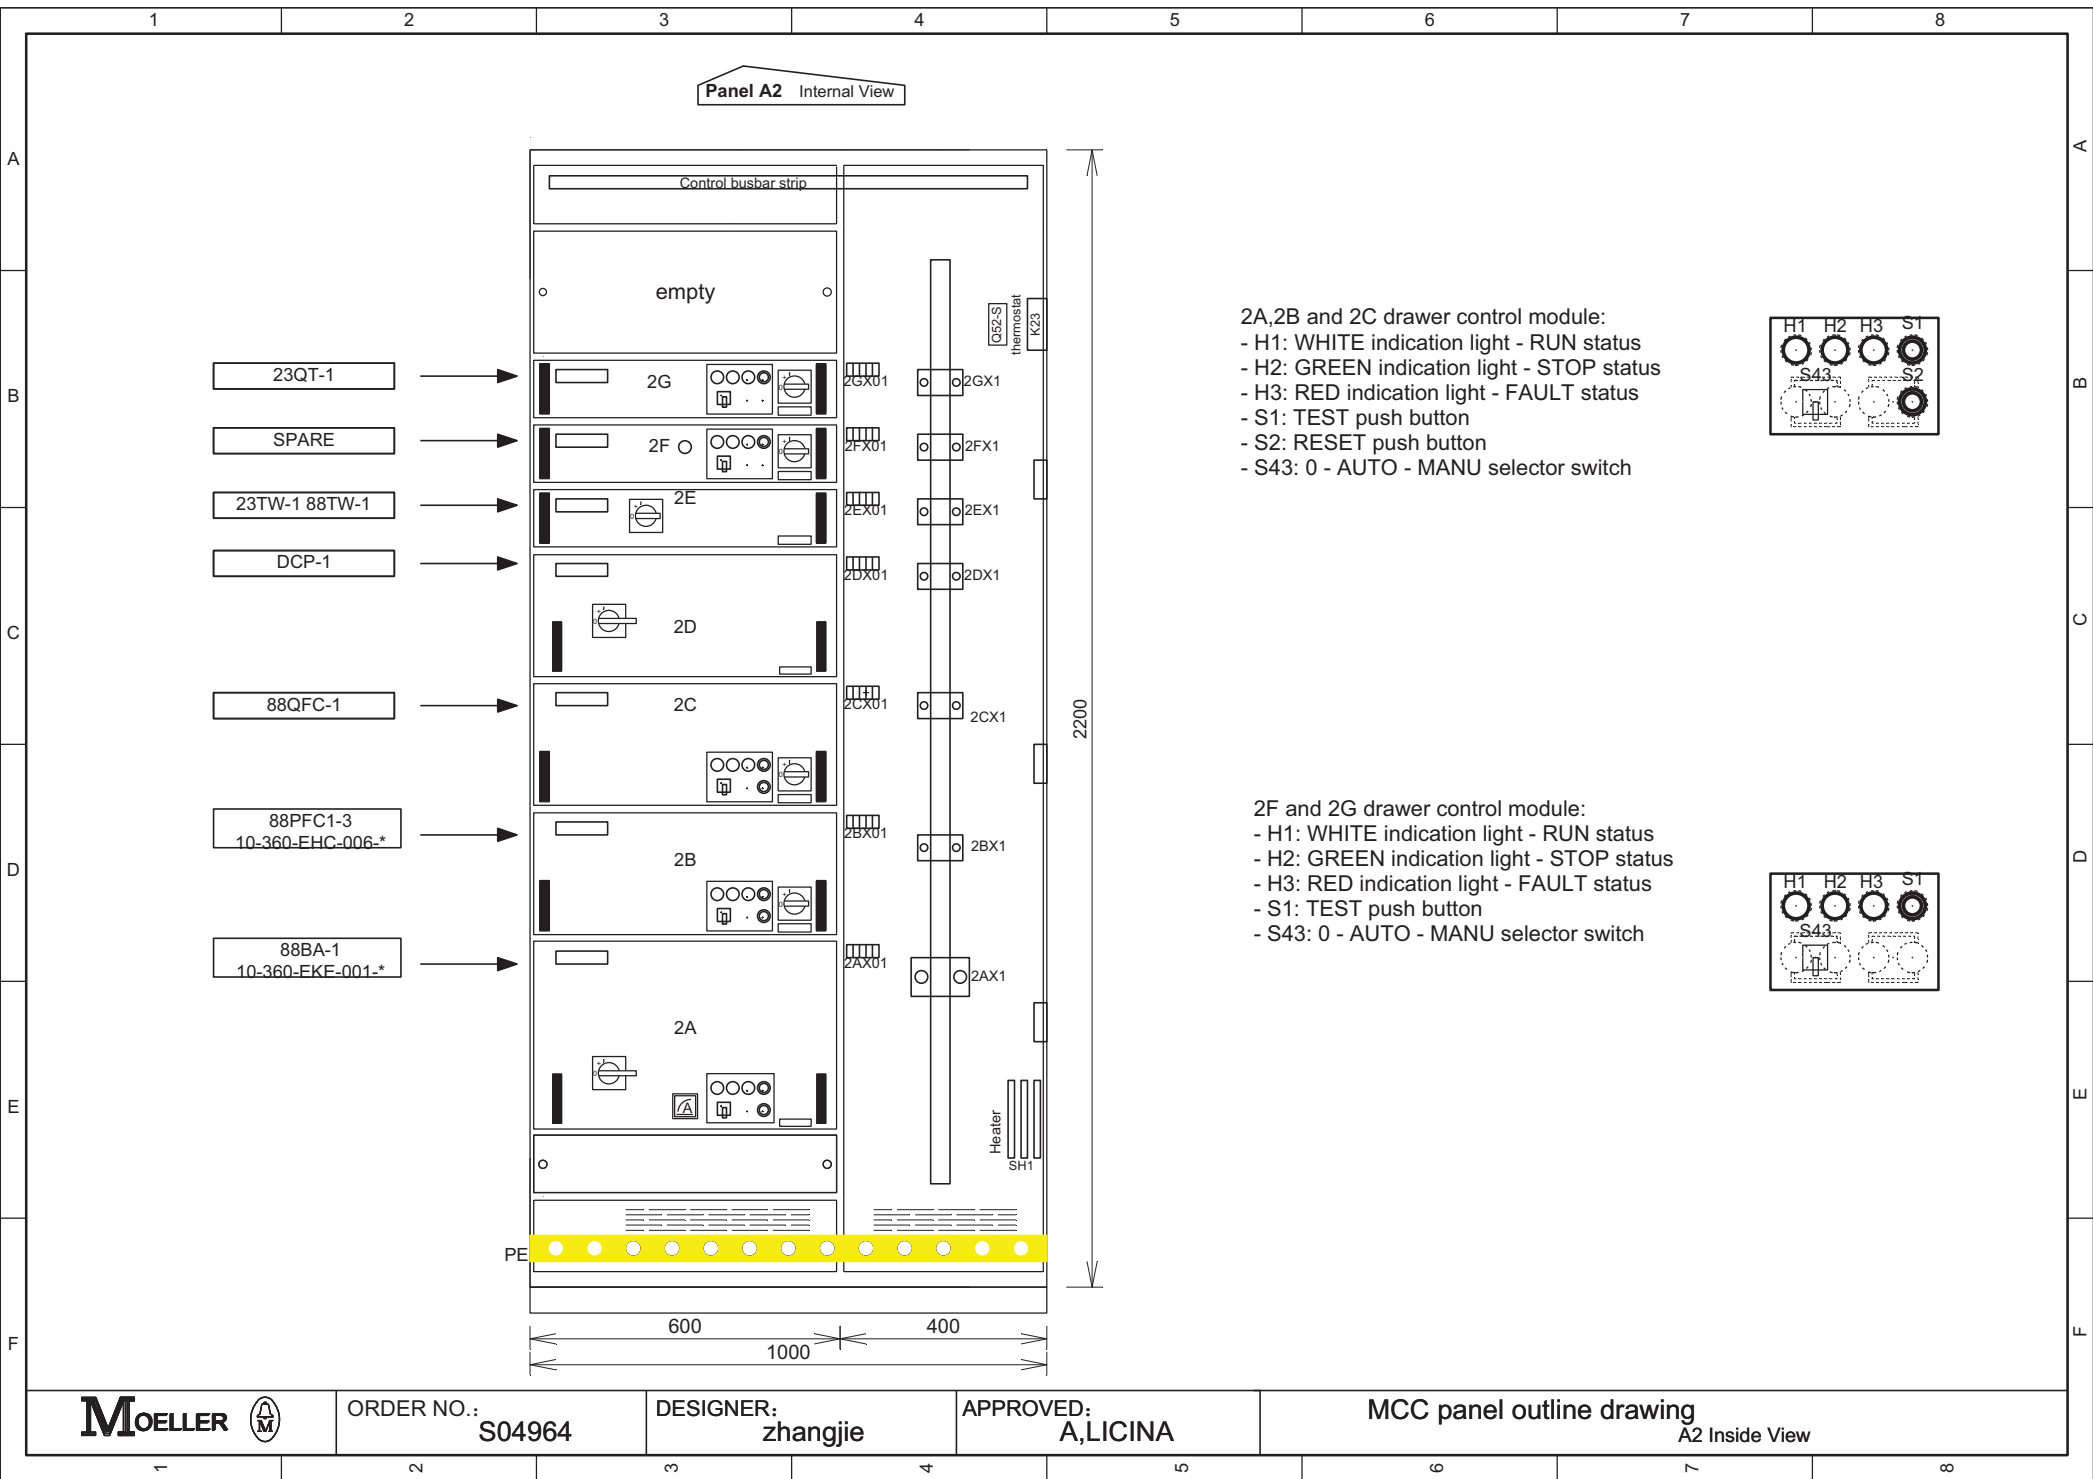 1 2 3 4 5 6 7 8
Panel A2 Internal View
A A
Control busbar strip
empty
Q52-S
thermostat
K23
B B
23QT-1
2G
2GX01
2GX1
SPARE
2F
2FX01
2FX1
23TW-1 88TW-1
2E
2EX01
2EX1
DCP-1
2DX01
2DX1
C C
2D
88QFC-1
2C
2CX01
2CX1
2200
88PFC1-3
10-360-EHC-006-*
2BX01
2BX1
D D
2B
88BA-1
10-360-EKE-001-*
2AX01
2AX1
2A
E E
A
Heater
SH1
PE
600
400
1000
F F
2A,2B and 2C drawer control module:
- H1: WHITE indication light - RUN status
- H2: GREEN indication light - STOP status
- H3: RED indication light - FAULT status
- S1: TEST push button
- S2: RESET push button
- S43: 0 - AUTO - MANU selector switch
H1 H2 H3 S1
S43 S2
2F and 2G drawer control module:
- H1: WHITE indication light - RUN status
- H2: GREEN indication light - STOP status
- H3: RED indication light - FAULT status
- S1: TEST push button
- S43: 0 - AUTO - MANU selector switch
H1 H2 H3 S1
S43
MOELLER M
ORDER NO.:
S04964
DESIGNER:
zhangjie
APPROVED:
A,LICINA
MCC panel outline drawing
A2 Inside View
1 2 3 4 5 6 7 8